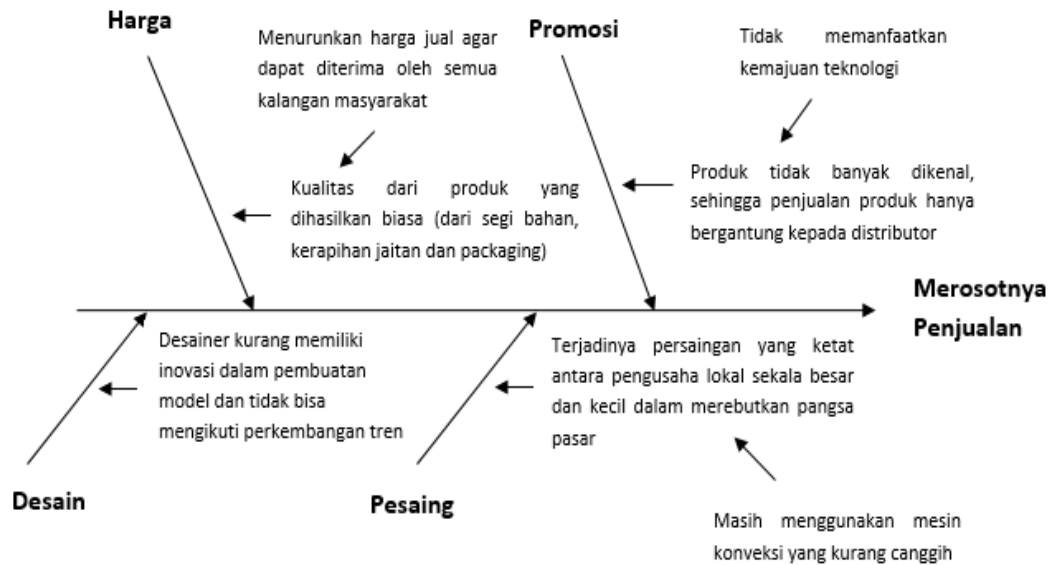 Harga
Menurunkan harga jual agar
dapat diterima oleh semua
kalangan masyarakat
Kualitas dari produk yang
dihasilkan biasa (dari segi bahan,
kerapihan jaitan dan packaging)
Promosi
Tidak memanfaatkan
kemajuan teknologi
Produk tidak banyak dikenal,
sehingga penjualan produk hanya
bergantung kepada distributor
Merosotnya
Penjualan
Desainer kurang memiliki
inovasi dalam pembuatan
model dan tidak bisa
mengikuti perkembangan tren
Desain
Terjadinya persaingan yang ketat
antara pengusaha lokal sekala besar
dan kecil dalam merebutkan pangsa
pasar
Pesaing
Masih menggunakan mesin
konveksi yang kurang canggih